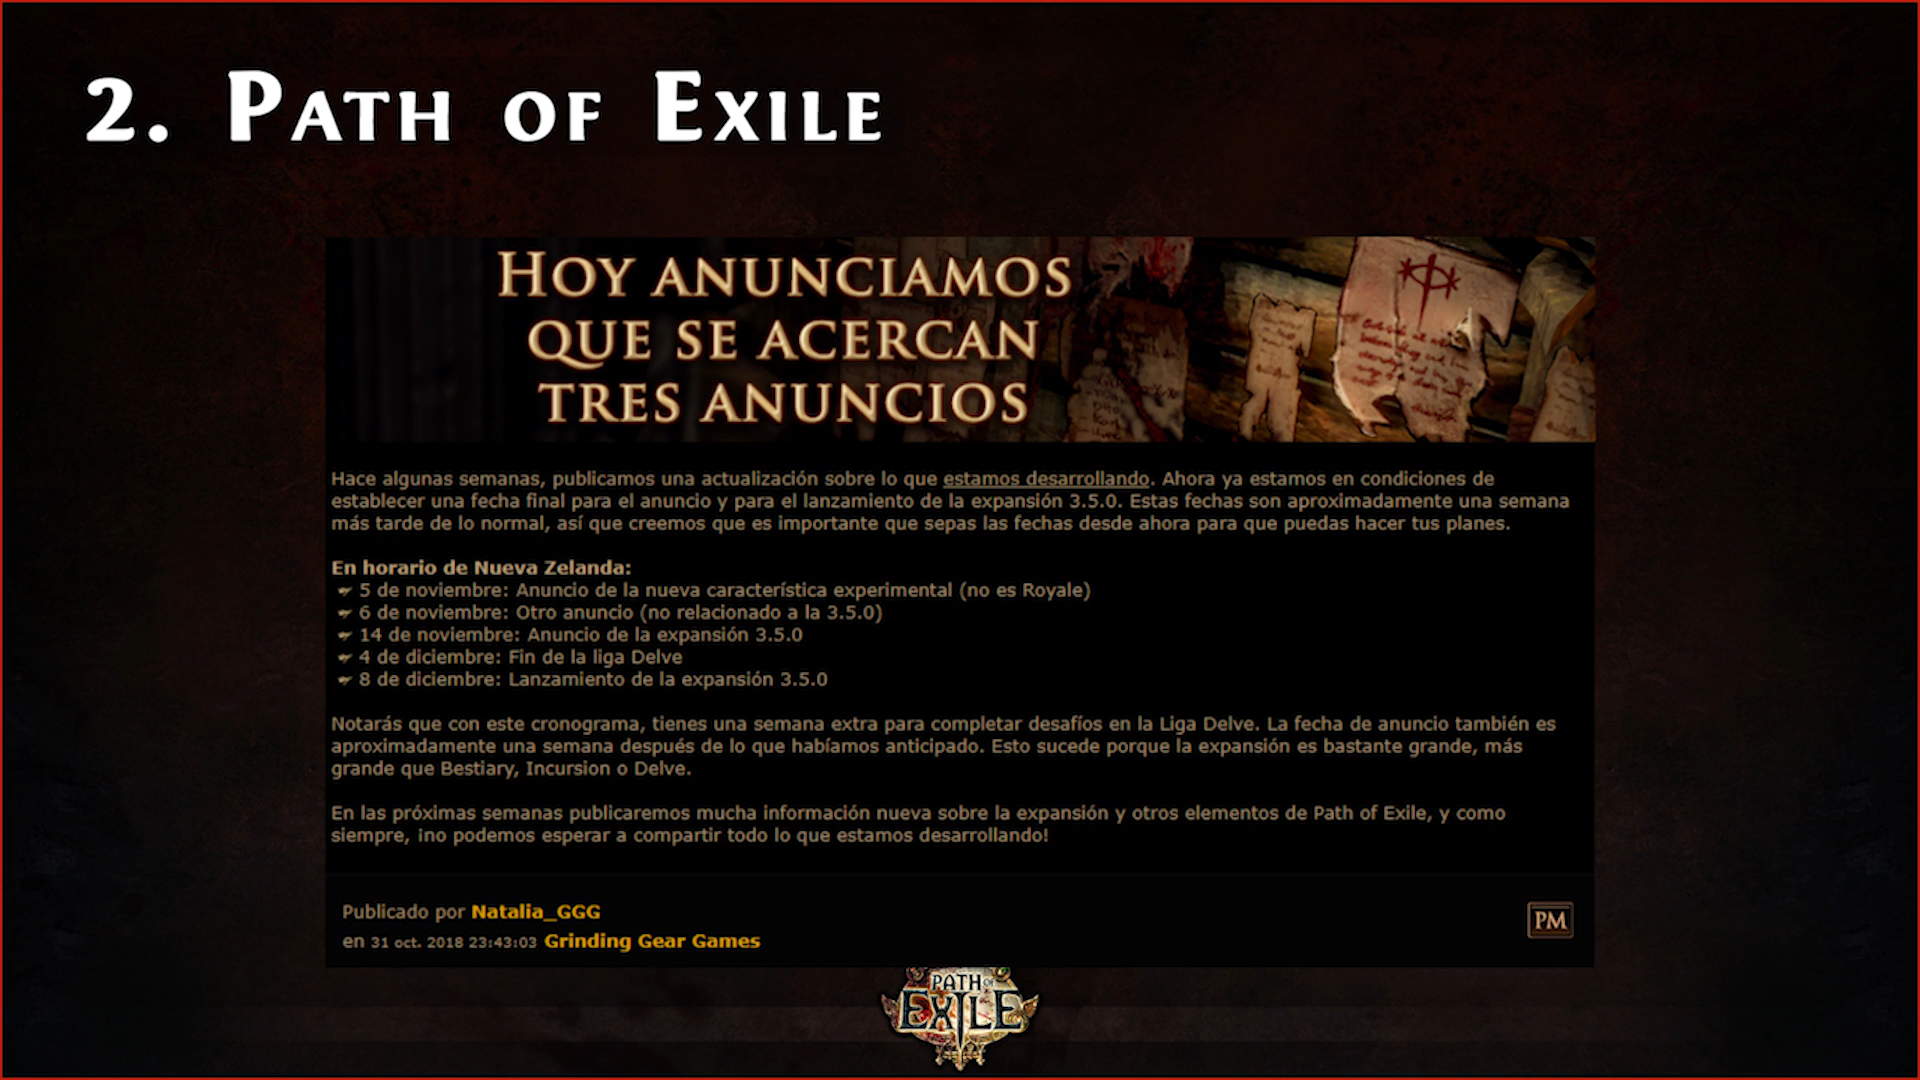 2. Path of Exile
Hoy anunciamos
que se acercan
tres anuncios
Hace algunas semanas, publicamos una actualización sobre lo que estamos desarrollando. Ahora ya estamos en condiciones de
establecer una fecha final para el anuncio y para el lanzamiento de la expansión 3.5.0. Estas fechas son aproximadamente una semana
más tarde de lo normal, así que creemos que es importante que sepas las fechas desde ahora para que puedas hacer tus planes.
En horario de Nueva Zelanda:
5 de noviembre: Anuncio de la nueva característica experimental (no es Royale)
6 de noviembre: Otro anuncio (no relacionado a la 3.5.0)
14 de noviembre: Anuncio de la expansión 3.5.0
4 de diciembre: Fin de la liga Delve
8 de diciembre: Lanzamiento de la expansión 3.5.0
Notarás que con este cronograma, tienes una semana extra para completar desafíos en la Liga Delve. La fecha de anuncio también es
aproximadamente una semana después de lo que habíamos anticipado. Esto sucede porque la expansión es bastante grande, más
grande que Bestiary, Incursion o Delve.
En las próximas semanas publicaremos mucha información nueva sobre la expansión y otros elementos de Path of Exile, y como
siempre, ¡no podemos esperar a compartir todo lo que estamos desarrollando!
Publicado por Natalia_GGG
en 31 oct. 2018 23:43:03 Grinding Gear Games
PM
PATH OF
EXILE